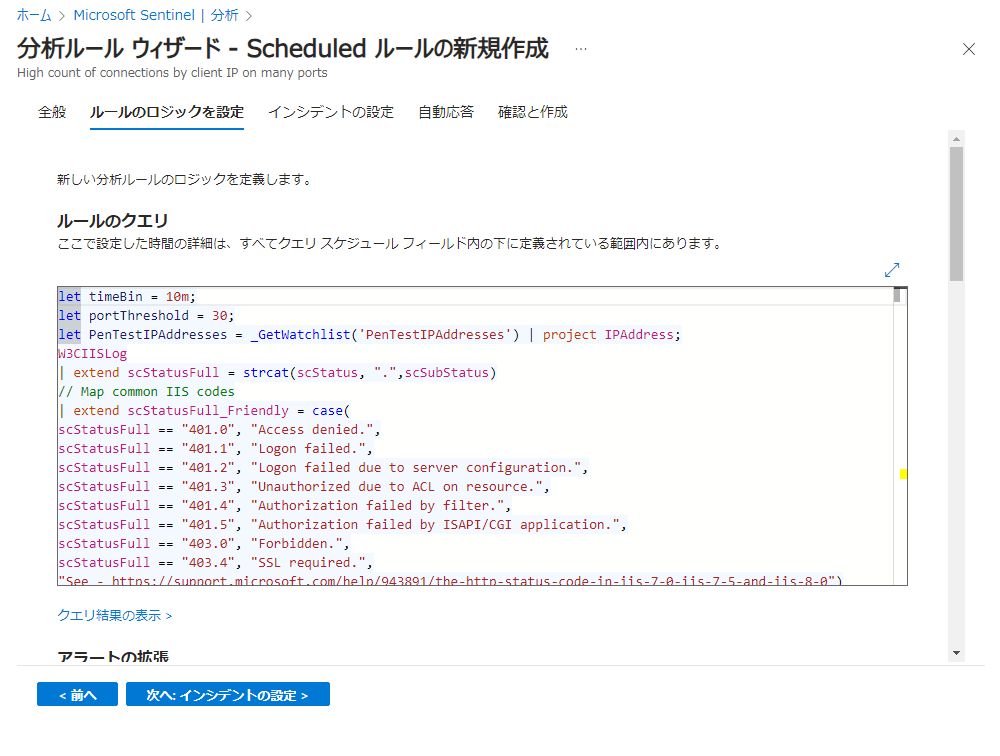 ホーム > Microsoft Sentinel | 分析 >
分析ルール ウィザード - Scheduled ルールの新規作成 ...
High count of connections by client IP on many ports
全般 ルールのロジックを設定 インシデントの設定 自動応答 確認と作成
新しい分析ルールのロジックを定義します。
ルールのクエリ
ここで設定した時間の詳細は、すべてクエリ スケジュール フィールド内の下に定義されている範囲内にあります。
let timeBin = 10m;
let portThreshold = 30;
let PenTestIPAddresses = _GetWatchlist('PenTestIPAddresses') | project IPAddress;
W3CIISLog
| extend scStatusFull = strcat(scStatus, ".",scSubStatus)
// Map common IIS codes
| extend scStatusFull_Friendly = case(
scStatusFull == "401.0", "Access denied.",
scStatusFull == "401.1", "Logon failed.",
scStatusFull == "401.2", "Logon failed due to server configuration.",
scStatusFull == "401.3", "Unauthorized due to ACL on resource.",
scStatusFull == "401.4", "Authorization failed by filter.",
scStatusFull == "401.5", "Authorization failed by ISAPI/CGI application.",
scStatusFull == "403.0", "Forbidden.",
scStatusFull == "403.4", "SSL required.",
"See - https://support.microsoft.com/help/943891/the-http-status-code-in-iis-7-0-iis-7-5-and-iis-8-0")
クエリ結果の表示 >
アラートの拡張
< 前へ 次へ: インシデントの設定 >